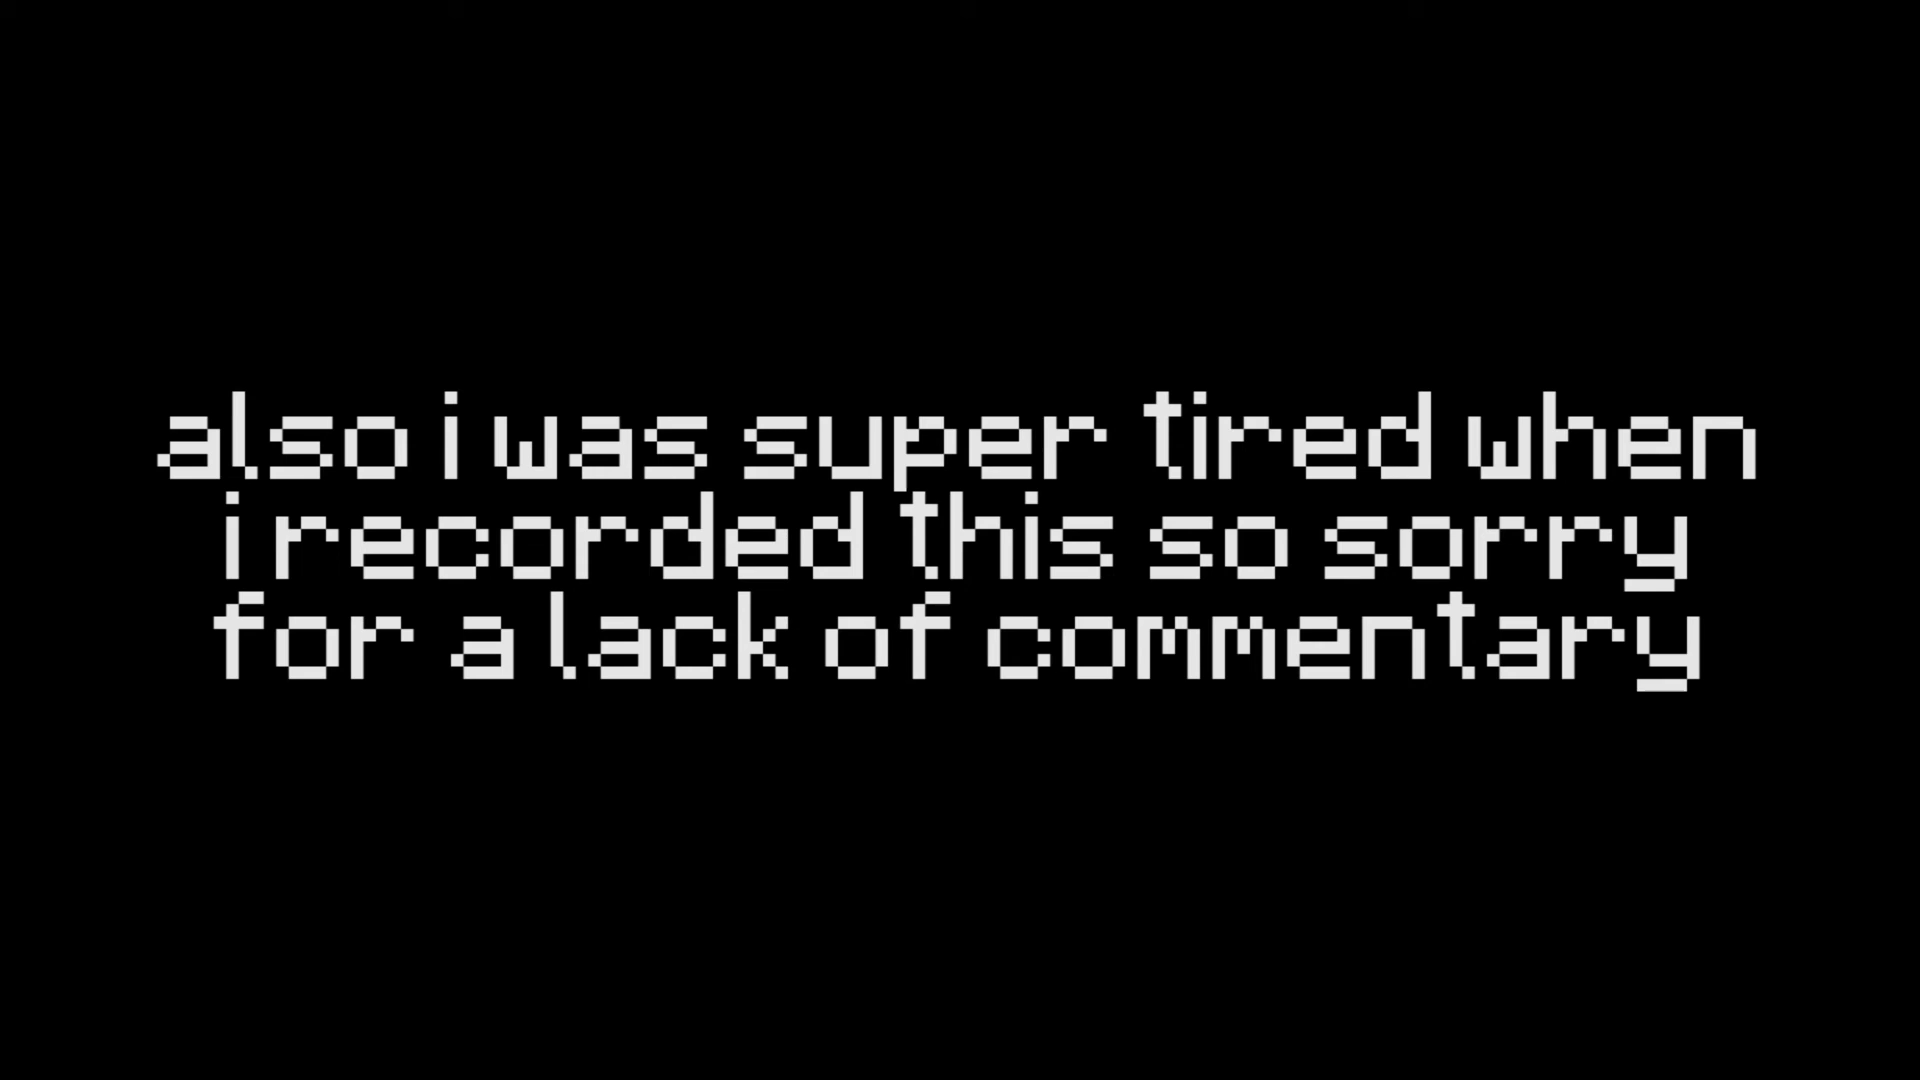 also i was super tired when
i recorded this so sorry
for a lack of commentary